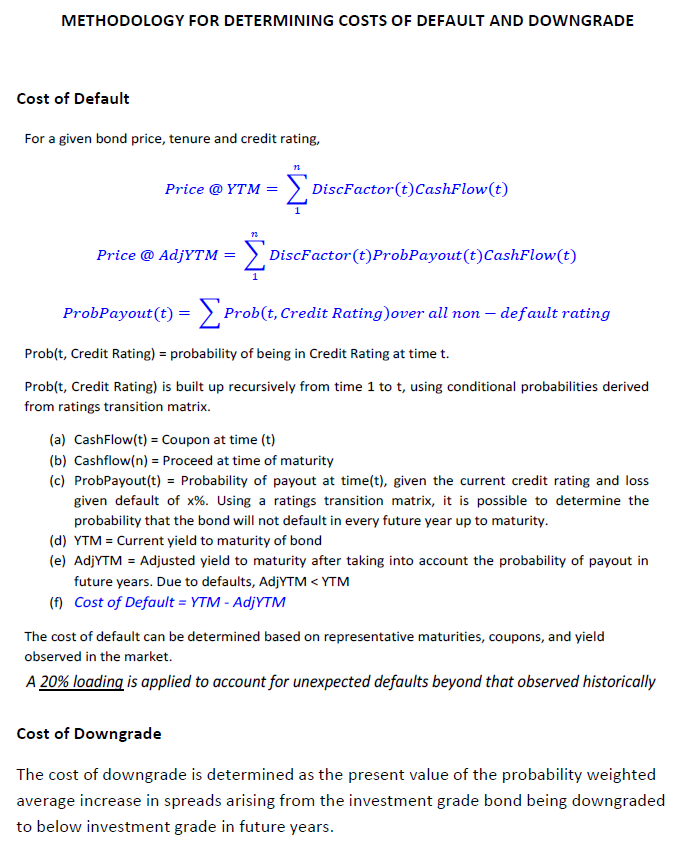 METHODOLOGY FOR DETERMINING COSTS OF DEFAULT AND DOWNGRADE
Cost of Default
For a given bond price, tenure and credit rating,
n
Price @ YTM = ∑ DiscFactor(t)CashFlow(t)
1
n
Price @ AdjYTM = ∑ DiscFactor(t)ProbPayout(t)CashFlow(t)
1
ProbPayout(t) = ∑ Prob(t, Credit Rating)over all non − default rating
Prob(t, Credit Rating) = probability of being in Credit Rating at time t.
Prob(t, Credit Rating) is built up recursively from time 1 to t, using conditional probabilities derived
from ratings transition matrix.
(a) CashFlow(t) = Coupon at time (t)
(b) Cashflow(n) = Proceed at time of maturity
(c) ProbPayout(t) = Probability of payout at time(t), given the current credit rating and loss
given default of x%. Using a ratings transition matrix, it is possible to determine the
probability that the bond will not default in every future year up to maturity.
(d) YTM = Current yield to maturity of bond
(e) AdjYTM = Adjusted yield to maturity after taking into account the probability of payout in
future years. Due to defaults, AdjYTM < YTM
(f) Cost of Default = YTM - AdjYTM
The cost of default can be determined based on representative maturities, coupons, and yield
observed in the market.
A 20% loading is applied to account for unexpected defaults beyond that observed historically
Cost of Downgrade
The cost of downgrade is determined as the present value of the probability weighted
average increase in spreads arising from the investment grade bond being downgraded
to below investment grade in future years.